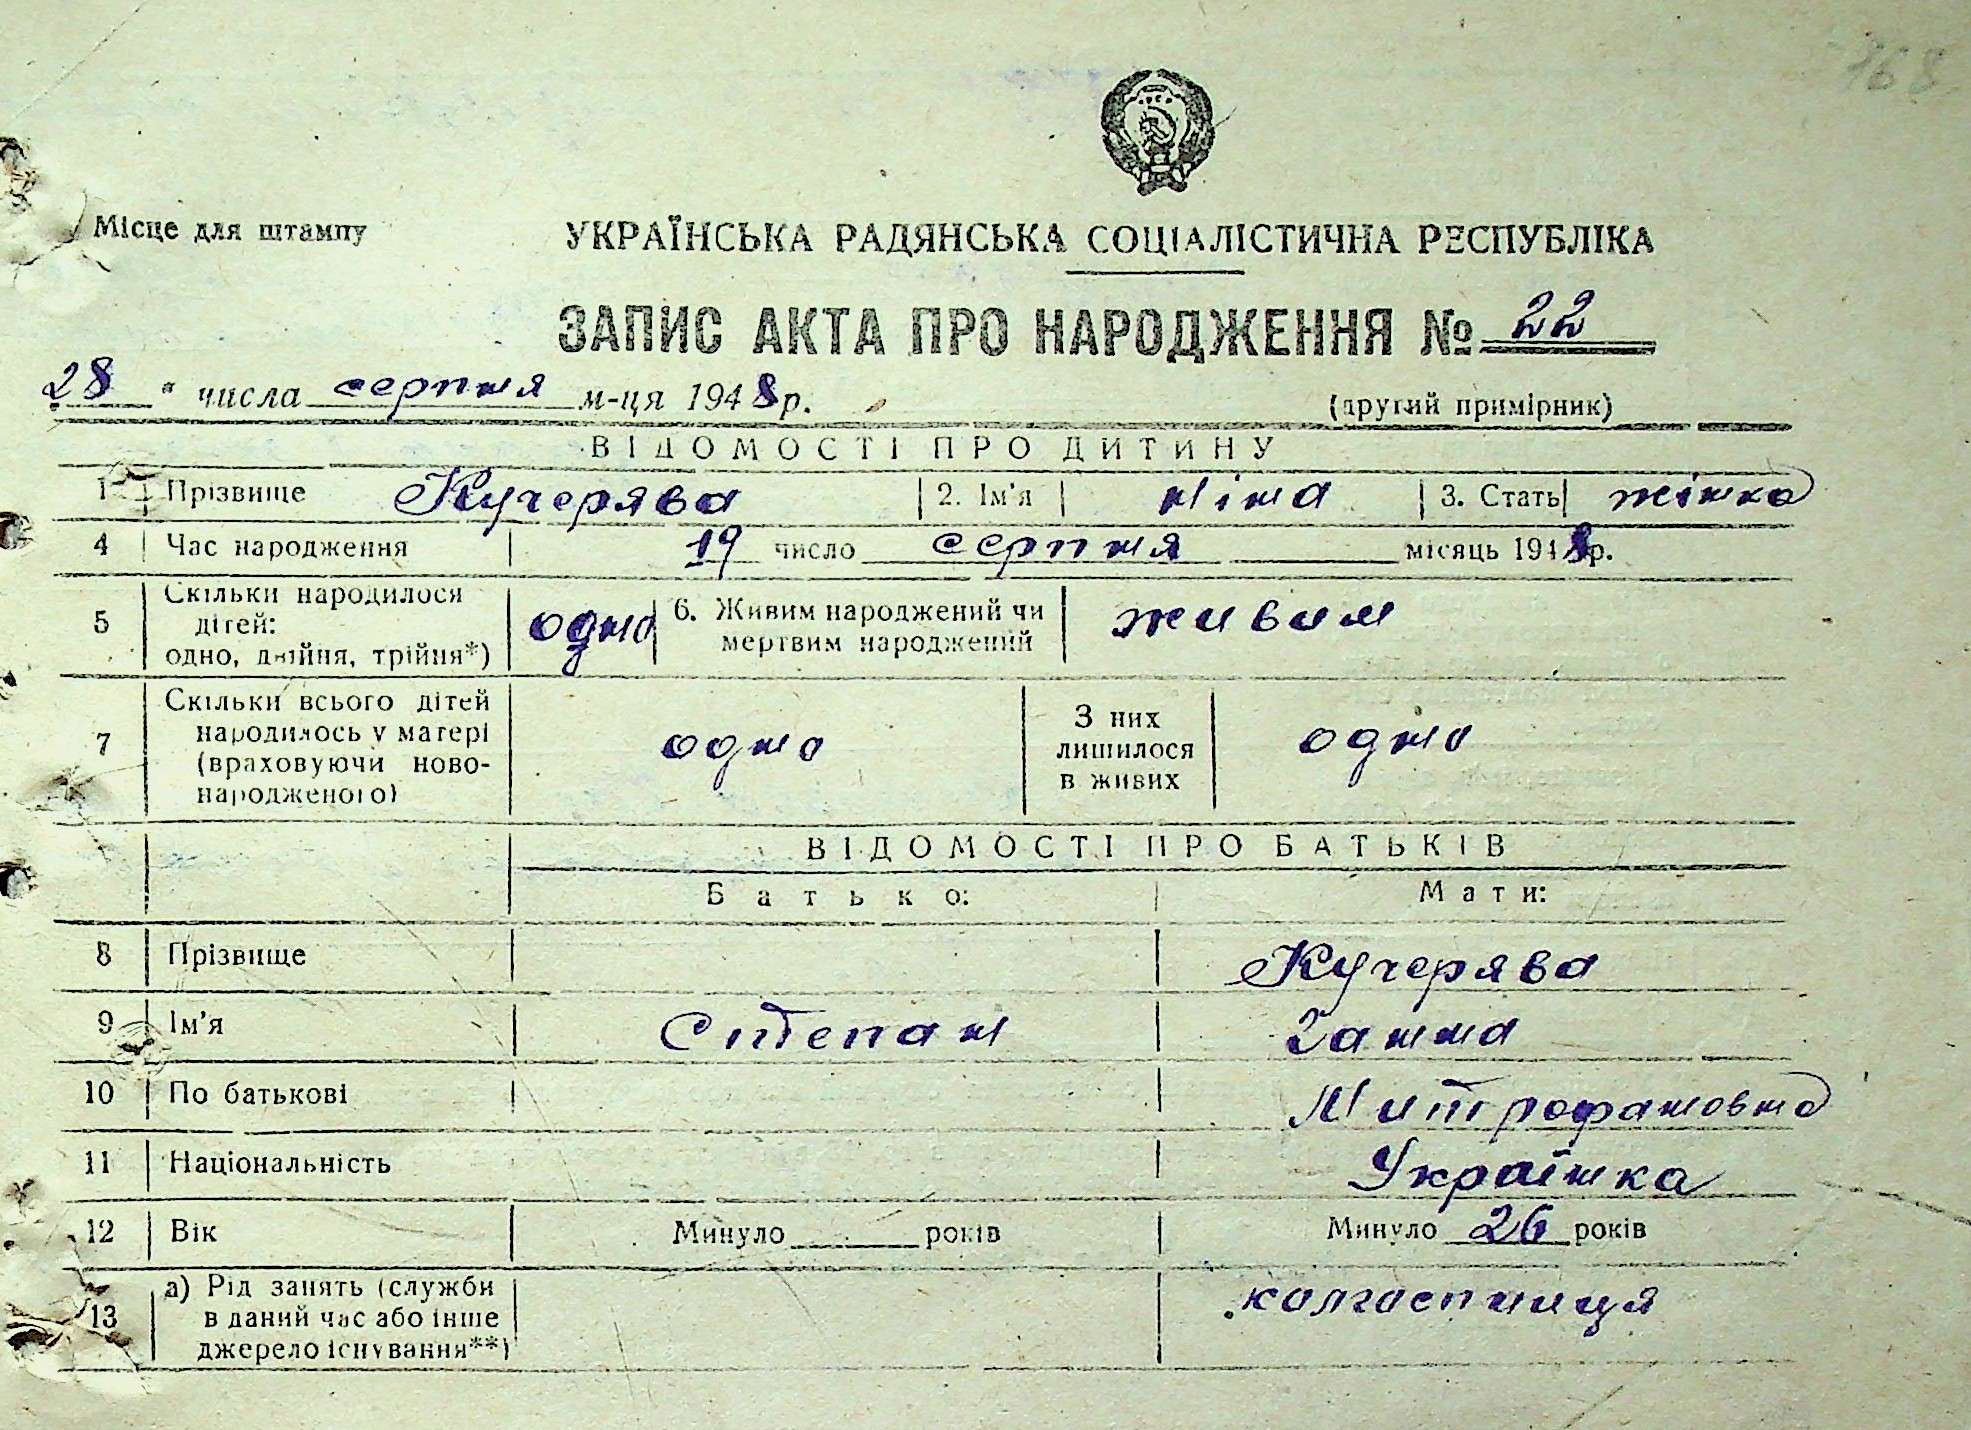 168
Місце для штампу
УКРАЇНСЬКА РАДЯНСЬКА СОЦІАЛІСТИЧНА РЕСПУБЛІКА
ЗАПИС АКТА ПРО НАРОДЖЕННЯ № 22
28 " числа серпня м-ця 1948 р.
(другий примірник)
ВІДОМОСТІ ПРО ДИТИНУ
1 Прізвище Кучерява 2. Ім'я Ніна 3. Стать жінка
4 Час народження 19 число серпня місяць 1948 р.
5 Скільки народилося дітей: одно, двійня, трійня*) одно 6. Живим народжений чи мертвим народжений живим
7 Скільки всього дітей народилось у матері (враховуючи новонародженого) одно З них лишилося в живих одно
ВІДОМОСТІ ПРО БАТЬКІВ
Батько: Мати:
8 Прізвище Кучерява
9 Ім'я Степан Ганна
10 По батькові Митрофановна
11 Національність Українка
12 Вік Минуло років Минуло 26 років
13 а) Рід занять (служби в даний час або інше джерело існування**) колгоспниця